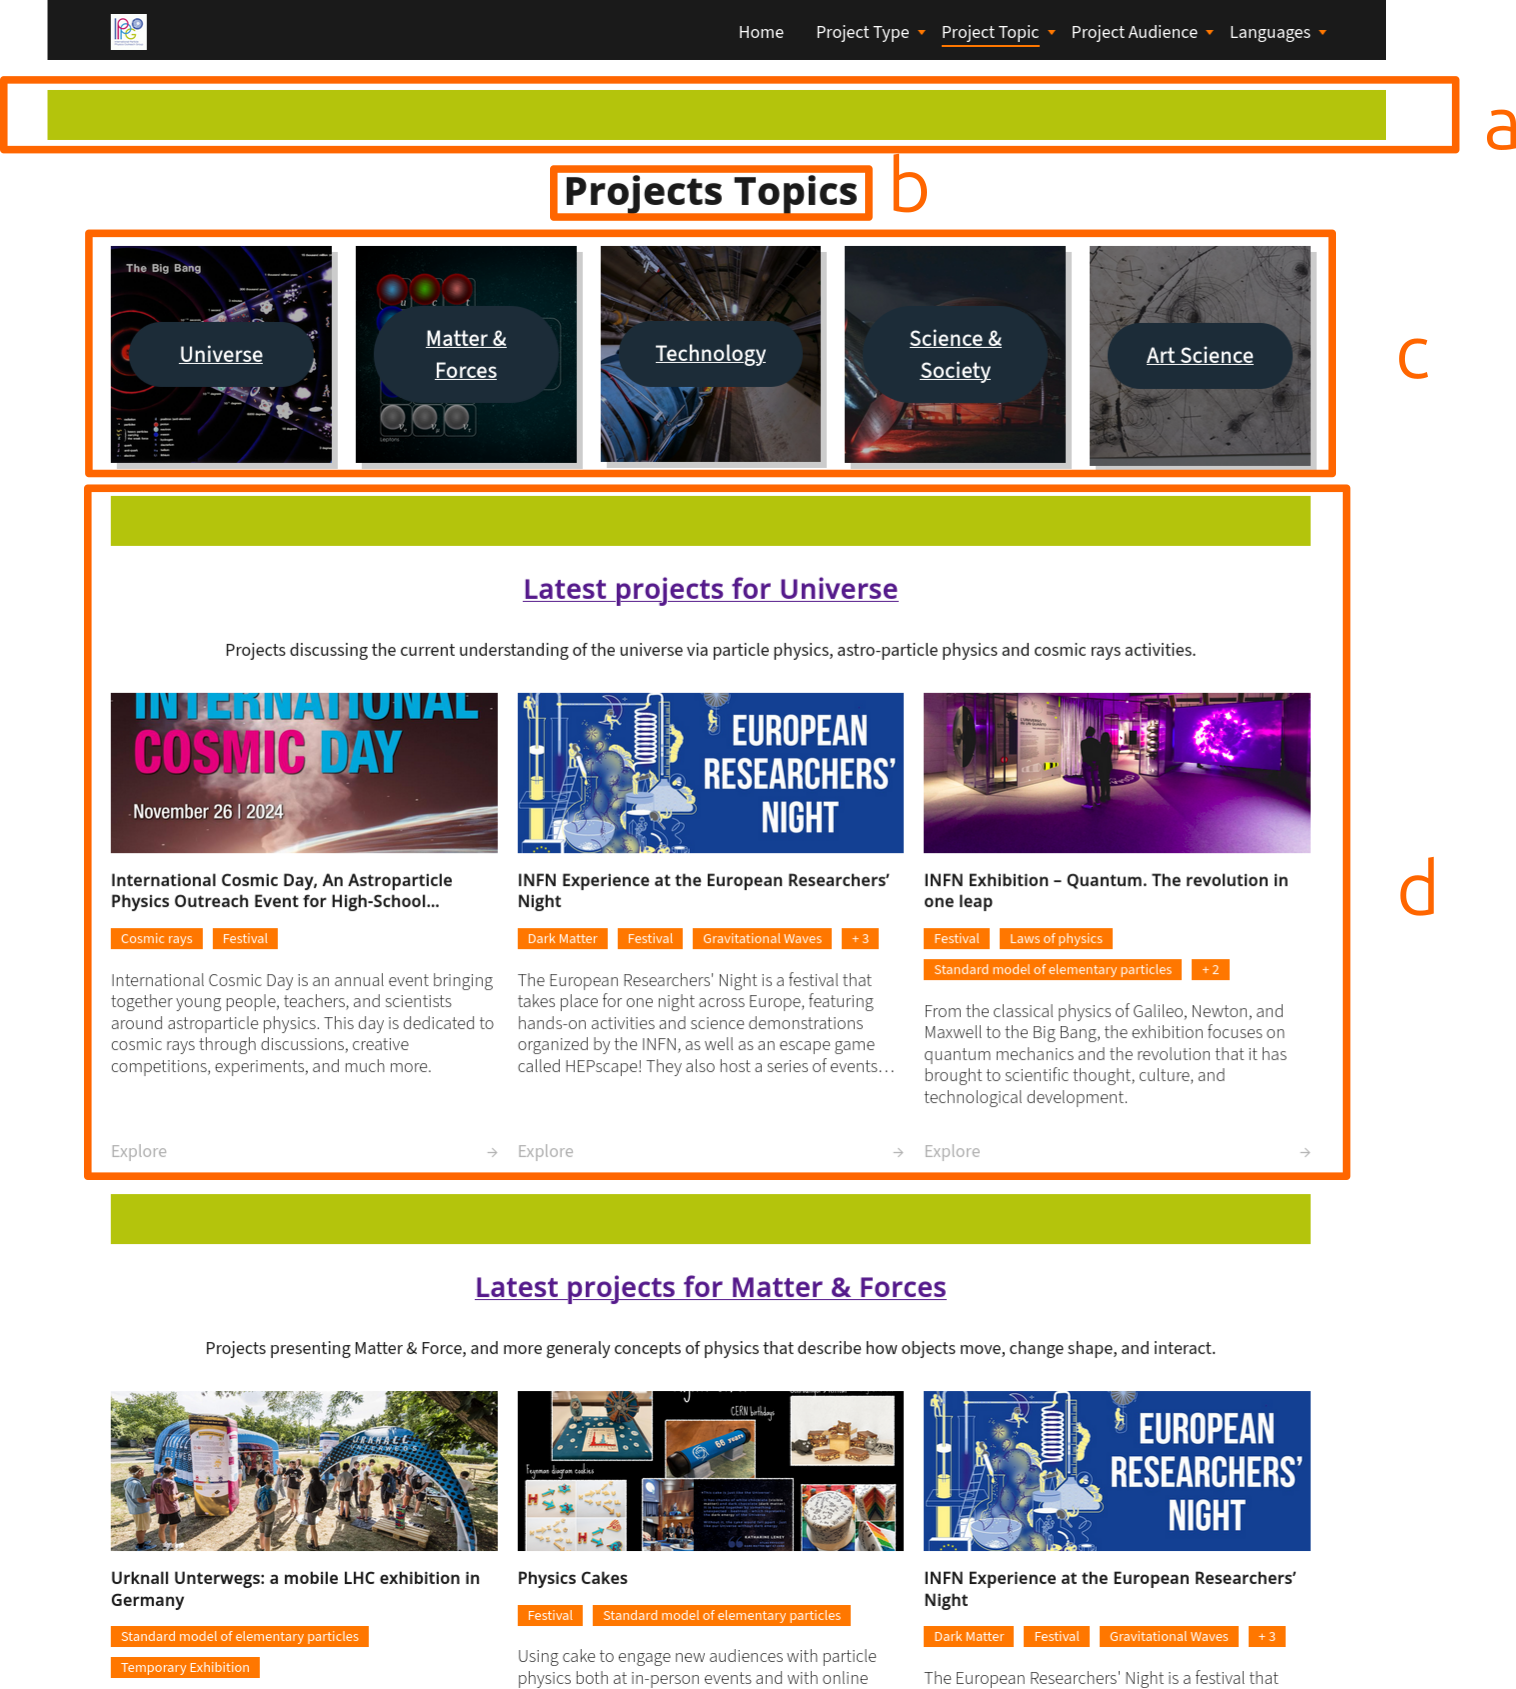 Home Project Type Project Topic Project Audience Languages
a
Projects Topics
b
The Big Bang
Universe
Matter &
Forces
Technology
Science &
Society
Art Science
u c t
Leptons
c
Latest projects for Universe
Projects discussing the current understanding of the universe via particle physics, astro-particle physics and cosmic rays activities.
INTERNATIONAL
COSMIC DAY
November 26 | 2024
EUROPEAN
RESEARCHERS'
NIGHT
International Cosmic Day, An Astroparticle
Physics Outreach Event for High-School...
Cosmic rays Festival
International Cosmic Day is an annual event bringing
together young people, teachers, and scientists
around astroparticle physics. This day is dedicated to
cosmic rays through discussions, creative
competitions, experiments, and much more.
Explore →
INFN Experience at the European Researchers’
Night
Dark Matter Festival Gravitational Waves + 3
The European Researchers' Night is a festival that
takes place for one night across Europe, featuring
hands-on activities and science demonstrations
organized by the INFN, as well as an escape game
called HEPscape! They also host a series of events…
Explore →
INFN Exhibition – Quantum. The revolution in
one leap
Festival Laws of physics
Standard model of elementary particles + 2
From the classical physics of Galileo, Newton, and
Maxwell to the Big Bang, the exhibition focuses on
quantum mechanics and the revolution that it has
brought to scientific thought, culture, and
technological development.
Explore →
d
Latest projects for Matter & Forces
Projects presenting Matter & Force, and more generaly concepts of physics that describe how objects move, change shape, and interact.
URKNALL
UNTERWEGS
CERN birthdays
66 years
Feynman diagram cookies
KATHARINE LENEY
EUROPEAN
RESEARCHERS'
NIGHT
Urknall Unterwegs: a mobile LHC exhibition in
Germany
Standard model of elementary particles
Temporary Exhibition
Physics Cakes
Festival Standard model of elementary particles
Using cake to engage new audiences with particle
physics both at in-person events and with online
INFN Experience at the European Researchers’
Night
Dark Matter Festival Gravitational Waves + 3
The European Researchers' Night is a festival that